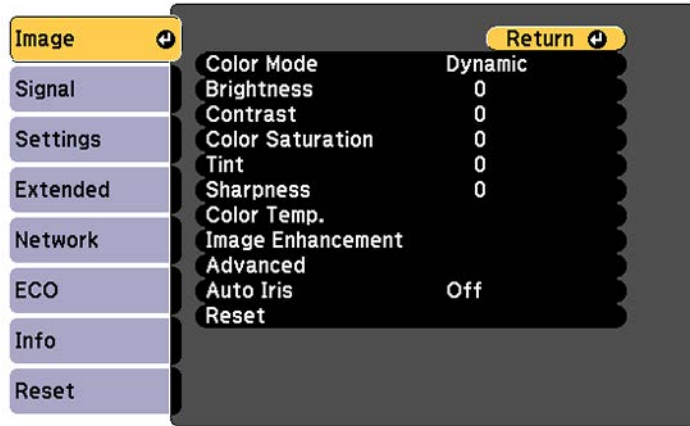 Image
Signal
Settings
Extended
Network
ECO
Info
Reset
Return
Color Mode Dynamic
Brightness 0
Contrast 0
Color Saturation 0
Tint 0
Sharpness 0
Color Temp.
Image Enhancement
Advanced
Auto Iris Off
Reset